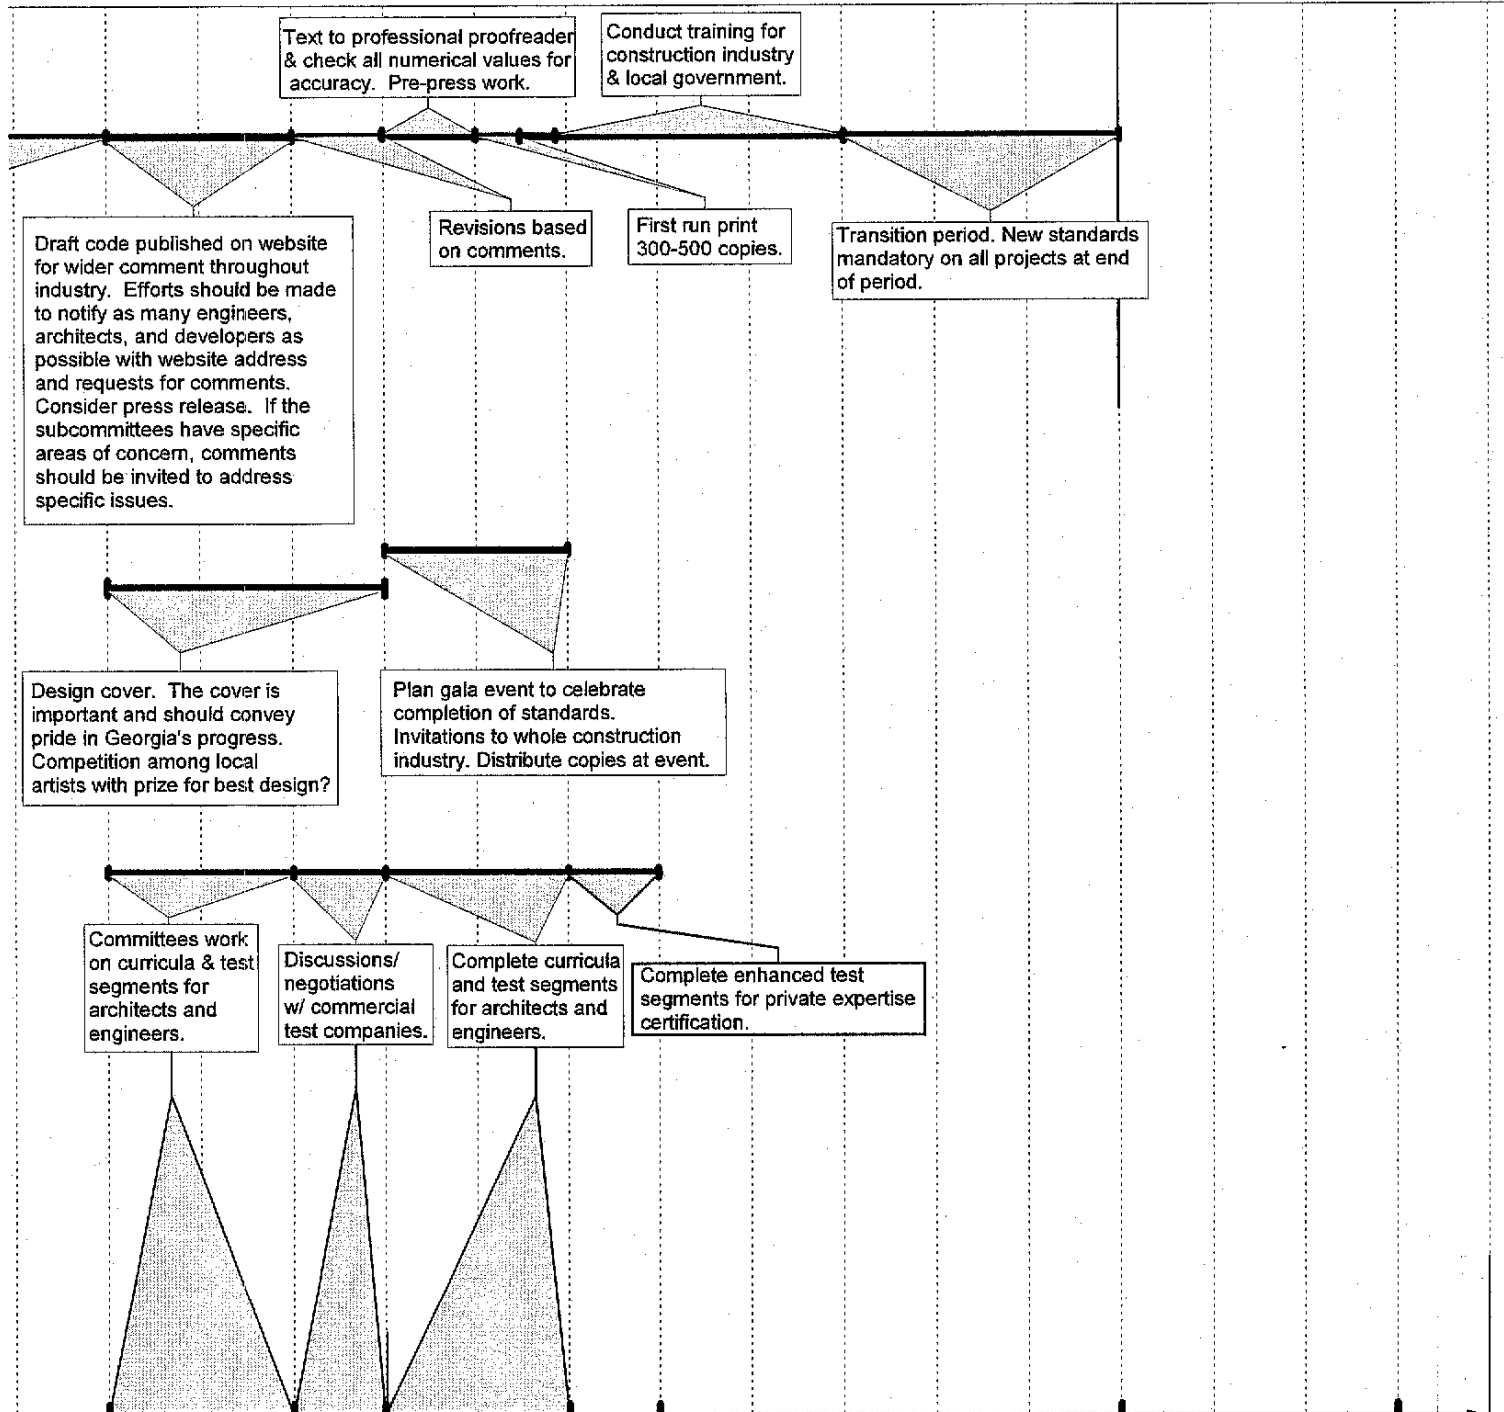 Text to professional proofreader
& check all numerical values for
accuracy. Pre-press work.
Conduct training for
construction industry
& local government.
Draft code published on website
for wider comment throughout
industry. Efforts should be made
to notify as many engineers,
architects, and developers as
possible with website address
and requests for comments.
Consider press release. If the
subcommittees have specific
areas of concern, comments
should be invited to address
specific issues.
Revisions based
on comments.
First run print
300-500 copies.
Transition period. New standards
mandatory on all projects at end
of period.
Design cover. The cover is
important and should convey
pride in Georgia's progress.
Competition among local
artists with prize for best design?
Plan gala event to celebrate
completion of standards.
Invitations to whole construction
industry. Distribute copies at event.
Committees work
on curricula & test
segments for
architects and
engineers.
Discussions/
negotiations
w/ commercial
test companies.
Complete curricula
and test segments
for architects and
engineers.
Complete enhanced test
segments for private expertise
certification.